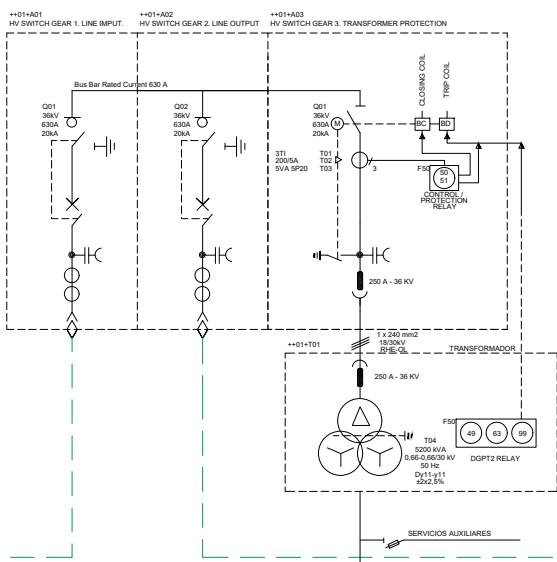 ++01+A01
HV SWITCH GEAR 1. LINE IMPUT.
++01+A02
HV SWITCH GEAR 2. LINE OUTPUT
++01+A03
HV SWITCH GEAR 3. TRANSFORMER PROTECTION
Bus Bar Rated Current 630 A
Q01
36kV
630A
20kA
Q02
36kV
630A
20kA
Q01
36kV
630A
20kA
M
CLOSING COIL
TRIP COIL
BC
BD
3TI
200/5A
5VA 5P20
T01
T02
T03
3
F50
50
51
CONTROL /
PROTECTION
RELAY
250 A - 36 KV
1 x 240 mm2
18/30kV
RHE-OL
++01+T01
TRANSFORMADOR
250 A - 36 KV
T04
5200 kVA
0,66-0,66/30 kV
50 Hz
Dy11-y11
±2x2,5%
F50
49
63
99
DGPT2 RELAY
SERVICIOS AUXILIARES